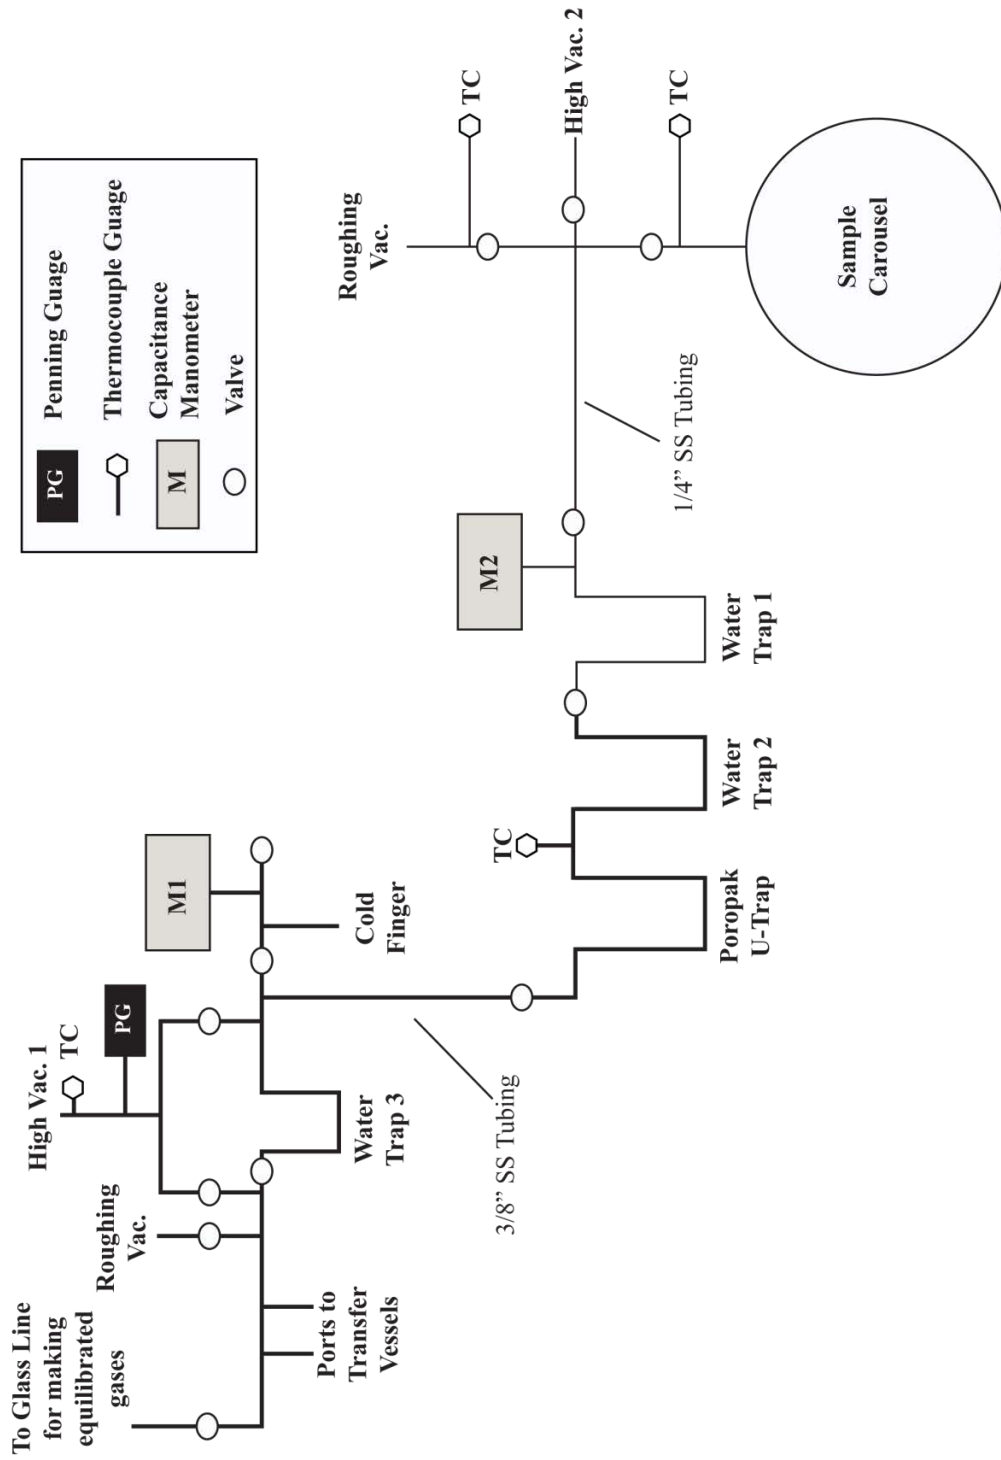 To Glass Line
for making
equilibrated
gases
Roughing
Vac.
High Vac. 1
TC
PG
M1
Ports to
Transfer
Vessels
Water
Trap 3
Cold
Finger
3/8” SS Tubing
PG
Penning Guage
Thermocouple Guage
M
Capacitance
Manometer
Valve
TC
Poropak
U-Trap
Water
Trap 2
Water
Trap 1
M2
1/4” SS Tubing
Roughing
Vac.
TC
High Vac. 2
TC
Sample
Carousel